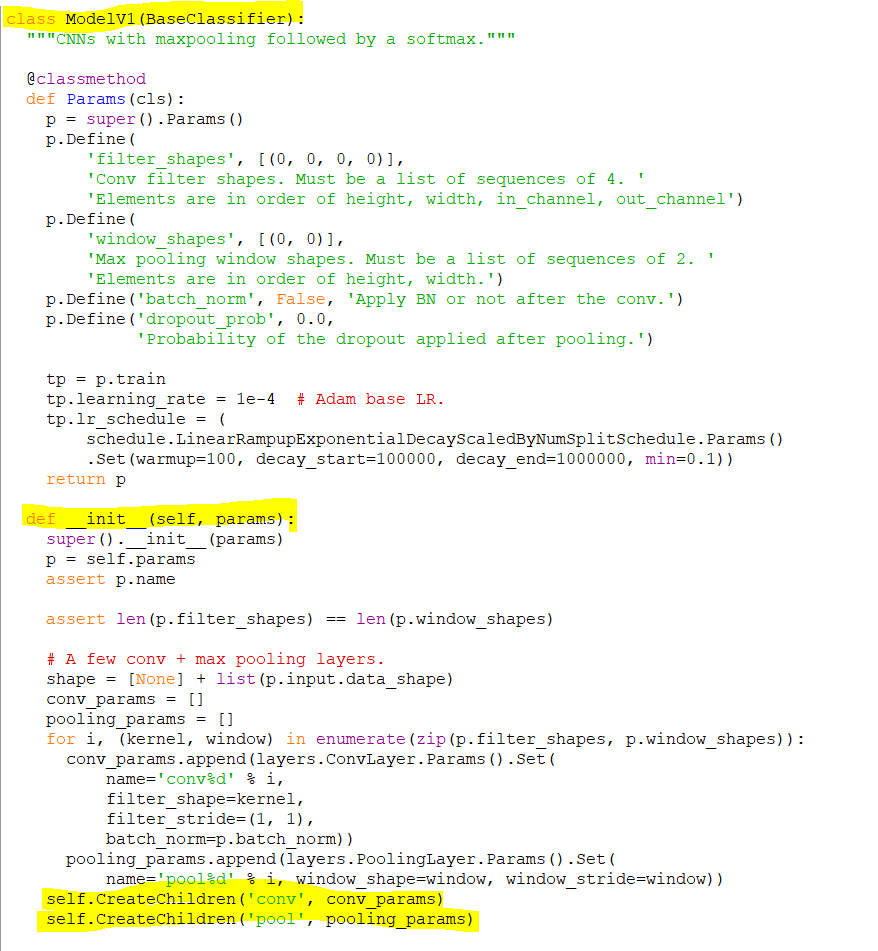 class ModelV1(BaseClassifier):
  """CNNs with maxpooling followed by a softmax."""
  @classmethod
  def Params(cls):
    p = super().Params()
    p.Define(
        'filter_shapes', [(0, 0, 0, 0)],
        'Conv filter shapes. Must be a list of sequences of 4. '
        'Elements are in order of height, width, in_channel, out_channel')
    p.Define(
        'window_shapes', [(0, 0)],
        'Max pooling window shapes. Must be a list of sequences of 2. '
        'Elements are in order of height, width.')
    p.Define('batch_norm', False, 'Apply BN or not after the conv.')
    p.Define('dropout_prob', 0.0,
             'Probability of the dropout applied after pooling.')
    tp = p.train
    tp.learning_rate = 1e-4  # Adam base LR.
    tp.lr_schedule = (
        schedule.LinearRampupExponentialDecayScaledByNumSplitSchedule.Params()
        .Set(warmup=100, decay_start=100000, decay_end=1000000, min=0.1))
    return p
  def __init__(self, params):
    super().__init__(params)
    p = self.params
    assert p.name
    assert len(p.filter_shapes) == len(p.window_shapes)
    # A few conv + max pooling layers.
    shape = [None] + list(p.input.data_shape)
    conv_params = []
    pooling_params = []
    for i, (kernel, window) in enumerate(zip(p.filter_shapes, p.window_shapes)):
      conv_params.append(layers.ConvLayer.Params().Set(
          name='conv%d' % i,
          filter_shape=kernel,
          filter_stride=(1, 1),
          batch_norm=p.batch_norm))
      pooling_params.append(layers.PoolingLayer.Params().Set(
          name='pool%d' % i, window_shape=window, window_stride=window))
    self.CreateChildren('conv', conv_params)
    self.CreateChildren('pool', pooling_params)